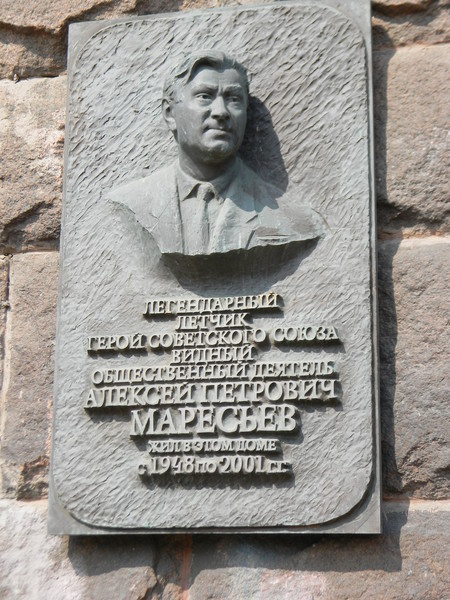 ЛЕГЕНДАРНЫЙ
ЛЕТЧИК
ГЕРОЙ СОВЕТСКОГО СОЮЗА
ВИДНЫЙ
ОБЩЕСТВЕННЫЙ ДЕЯТЕЛЬ
АЛЕКСЕЙ ПЕТРОВИЧ
МАРЕСЬЕВ
ЖИЛ В ЭТОМ ДОМЕ
с 1948 по 2001 г.г.